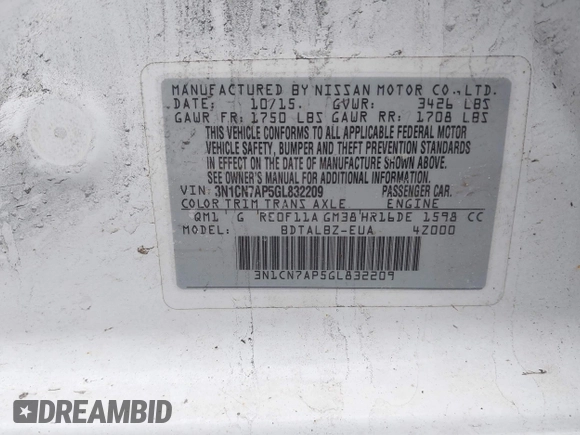 MANUFACTURED BY NISSAN MOTOR CO.,LTD.
DATE: 10/15. GVWR: 3426 LBS
GAWR FR: 1750 LBS GAWR RR: 1708 LBS
THIS VEHICLE CONFORMS TO ALL APPLICABLE FEDERAL MOTOR
VEHICLE SAFETY, BUMPER AND THEFT PREVENTION STANDARDS
IN EFFECT ON THE DATE OF MANUFACTURE SHOWN ABOVE.
SEE OWNER'S MANUAL FOR ADDITIONAL INFORMATION.
VIN: 3N1CN7AP5GL832209 PASSENGER CAR.
COLOR TRIM TRANS AXLE ENGINE
QM1 G RE0F11A GM38 HR16DE 1598 CC
MODEL: BDTALBZ-EUA 4Z000
3N1CN7AP5GL832209
DREAMBID